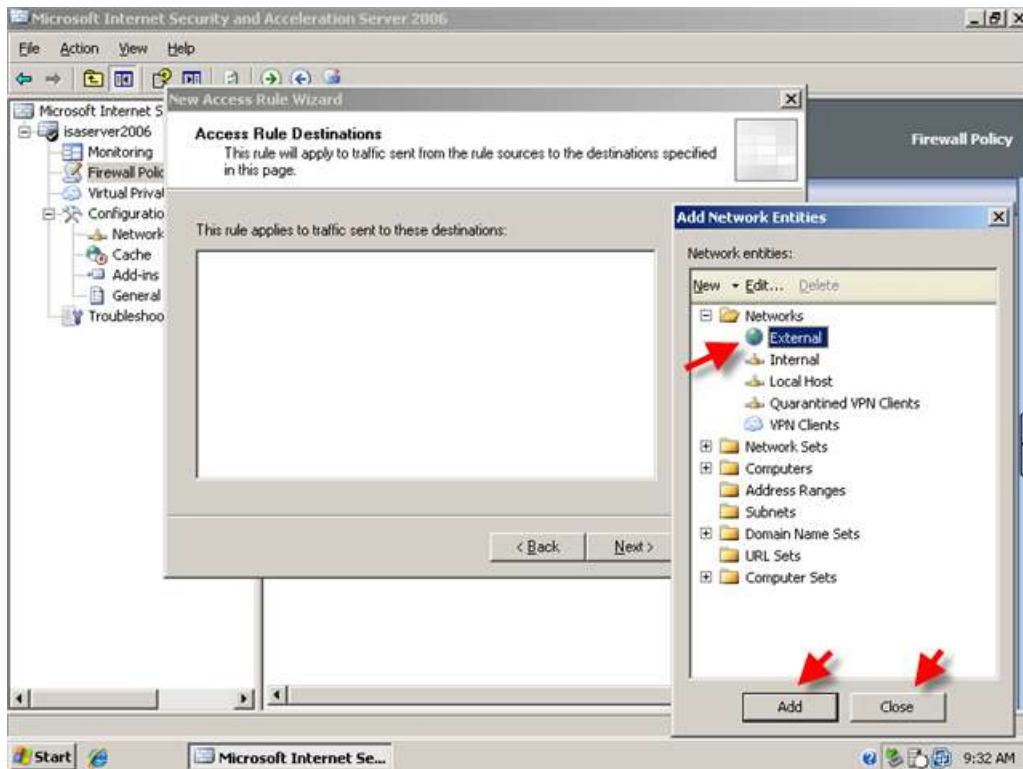 Microsoft Internet Security and Acceleration Server 2006
File Action View Help
Microsoft Internet S
isaserver2006
Monitoring
Firewall Polic
Virtual Prival
Configuratio
Network
Cache
Add-ins
General
Troubleshoo
New Access Rule Wizard
Access Rule Destinations
This rule will apply to traffic sent from the rule sources to the destinations specified
in this page.
This rule applies to traffic sent to these destinations:
< Back
Next >
Firewall Policy
Add Network Entities
Network entities:
New Edit... Delete
Networks
External
Internal
Local Host
Quarantined VPN Clients
VPN Clients
Network Sets
Computers
Address Ranges
Subnets
Domain Name Sets
URL Sets
Computer Sets
Add
Close
Start
Microsoft Internet Se...
9:32 AM